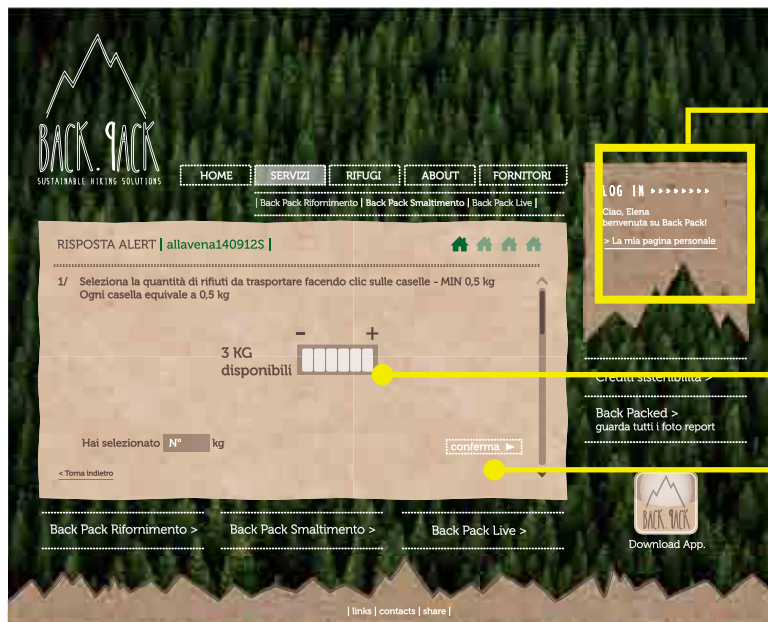 BACK.PACK
SUSTAINABLE HIKING SOLUTIONS
HOME
SERVIZI
RIFUGI
ABOUT
FORNITORI
| Back Pack Rifornimento | Back Pack Smaltimento | Back Pack Live |
LOG IN
Ciao, Elena
benvenuta su Back Pack!
> La mia pagina personale
RISPOSTA ALERT | allavena140912S |
1/ Seleziona la quantità di rifiuti da trasportare facendo clic sulle caselle - MIN 0,5 kg
Ogni casella equivale a 0,5 kg
- +
3 KG
disponibili
Hai selezionato N° kg
conferma ►
< Torna indietro
Crediti sistenibilità >
Back Packed >
guarda tutti i foto report
BACK.PACK
Download App.
Back Pack Rifornimento >
Back Pack Smaltimento >
Back Pack Live >
| links | contacts | share |